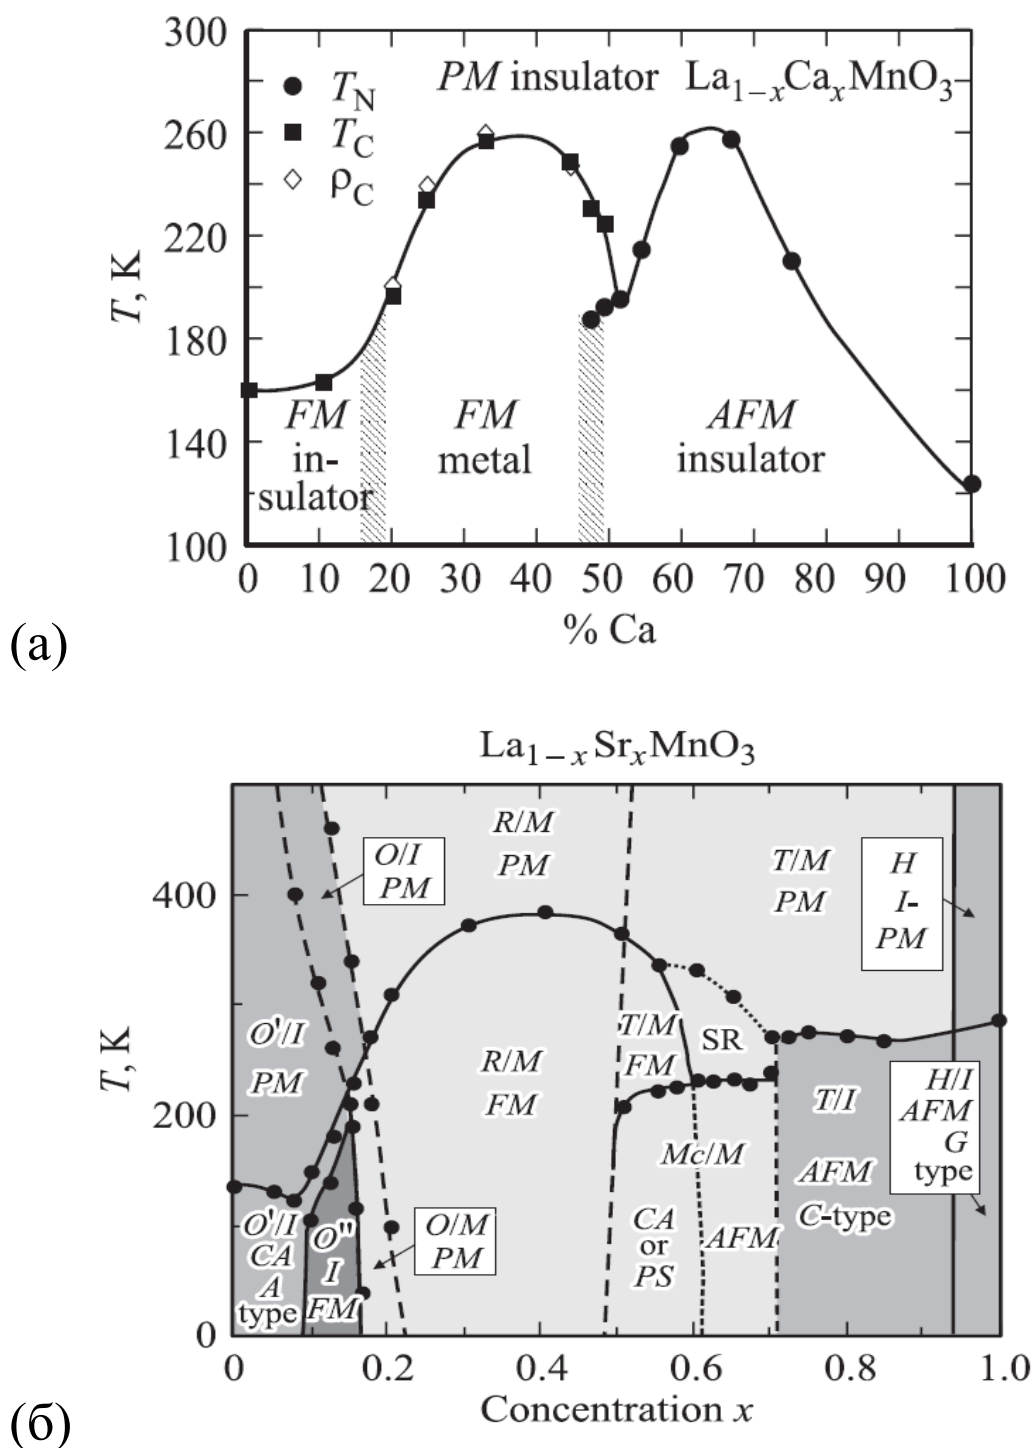 300
260
220
180
140
100
T, K
T_N
T_C
ρ_C
PM insulator La₁₋ₓCaₓMnO₃
FM
in-
sulator
FM
metal
AFM
insulator
0 10 20 30 40 50 60 70 80 90 100
% Ca
(а)
La₁₋ₓSrₓMnO₃
400
200
0
T, K
O/I
PM
R/M
PM
T/M
PM
H
I-
PM
O'/I
PM
R/M
FM
T/M
FM
SR
T/I
AFM
C-type
H/I
AFM
G
type
O'/I
CA
A
type
O"
I
FM
O/M
PM
Mc/M
CA
or
PS
AFM
0 0.2 0.4 0.6 0.8 1.0
Concentration x
(б)